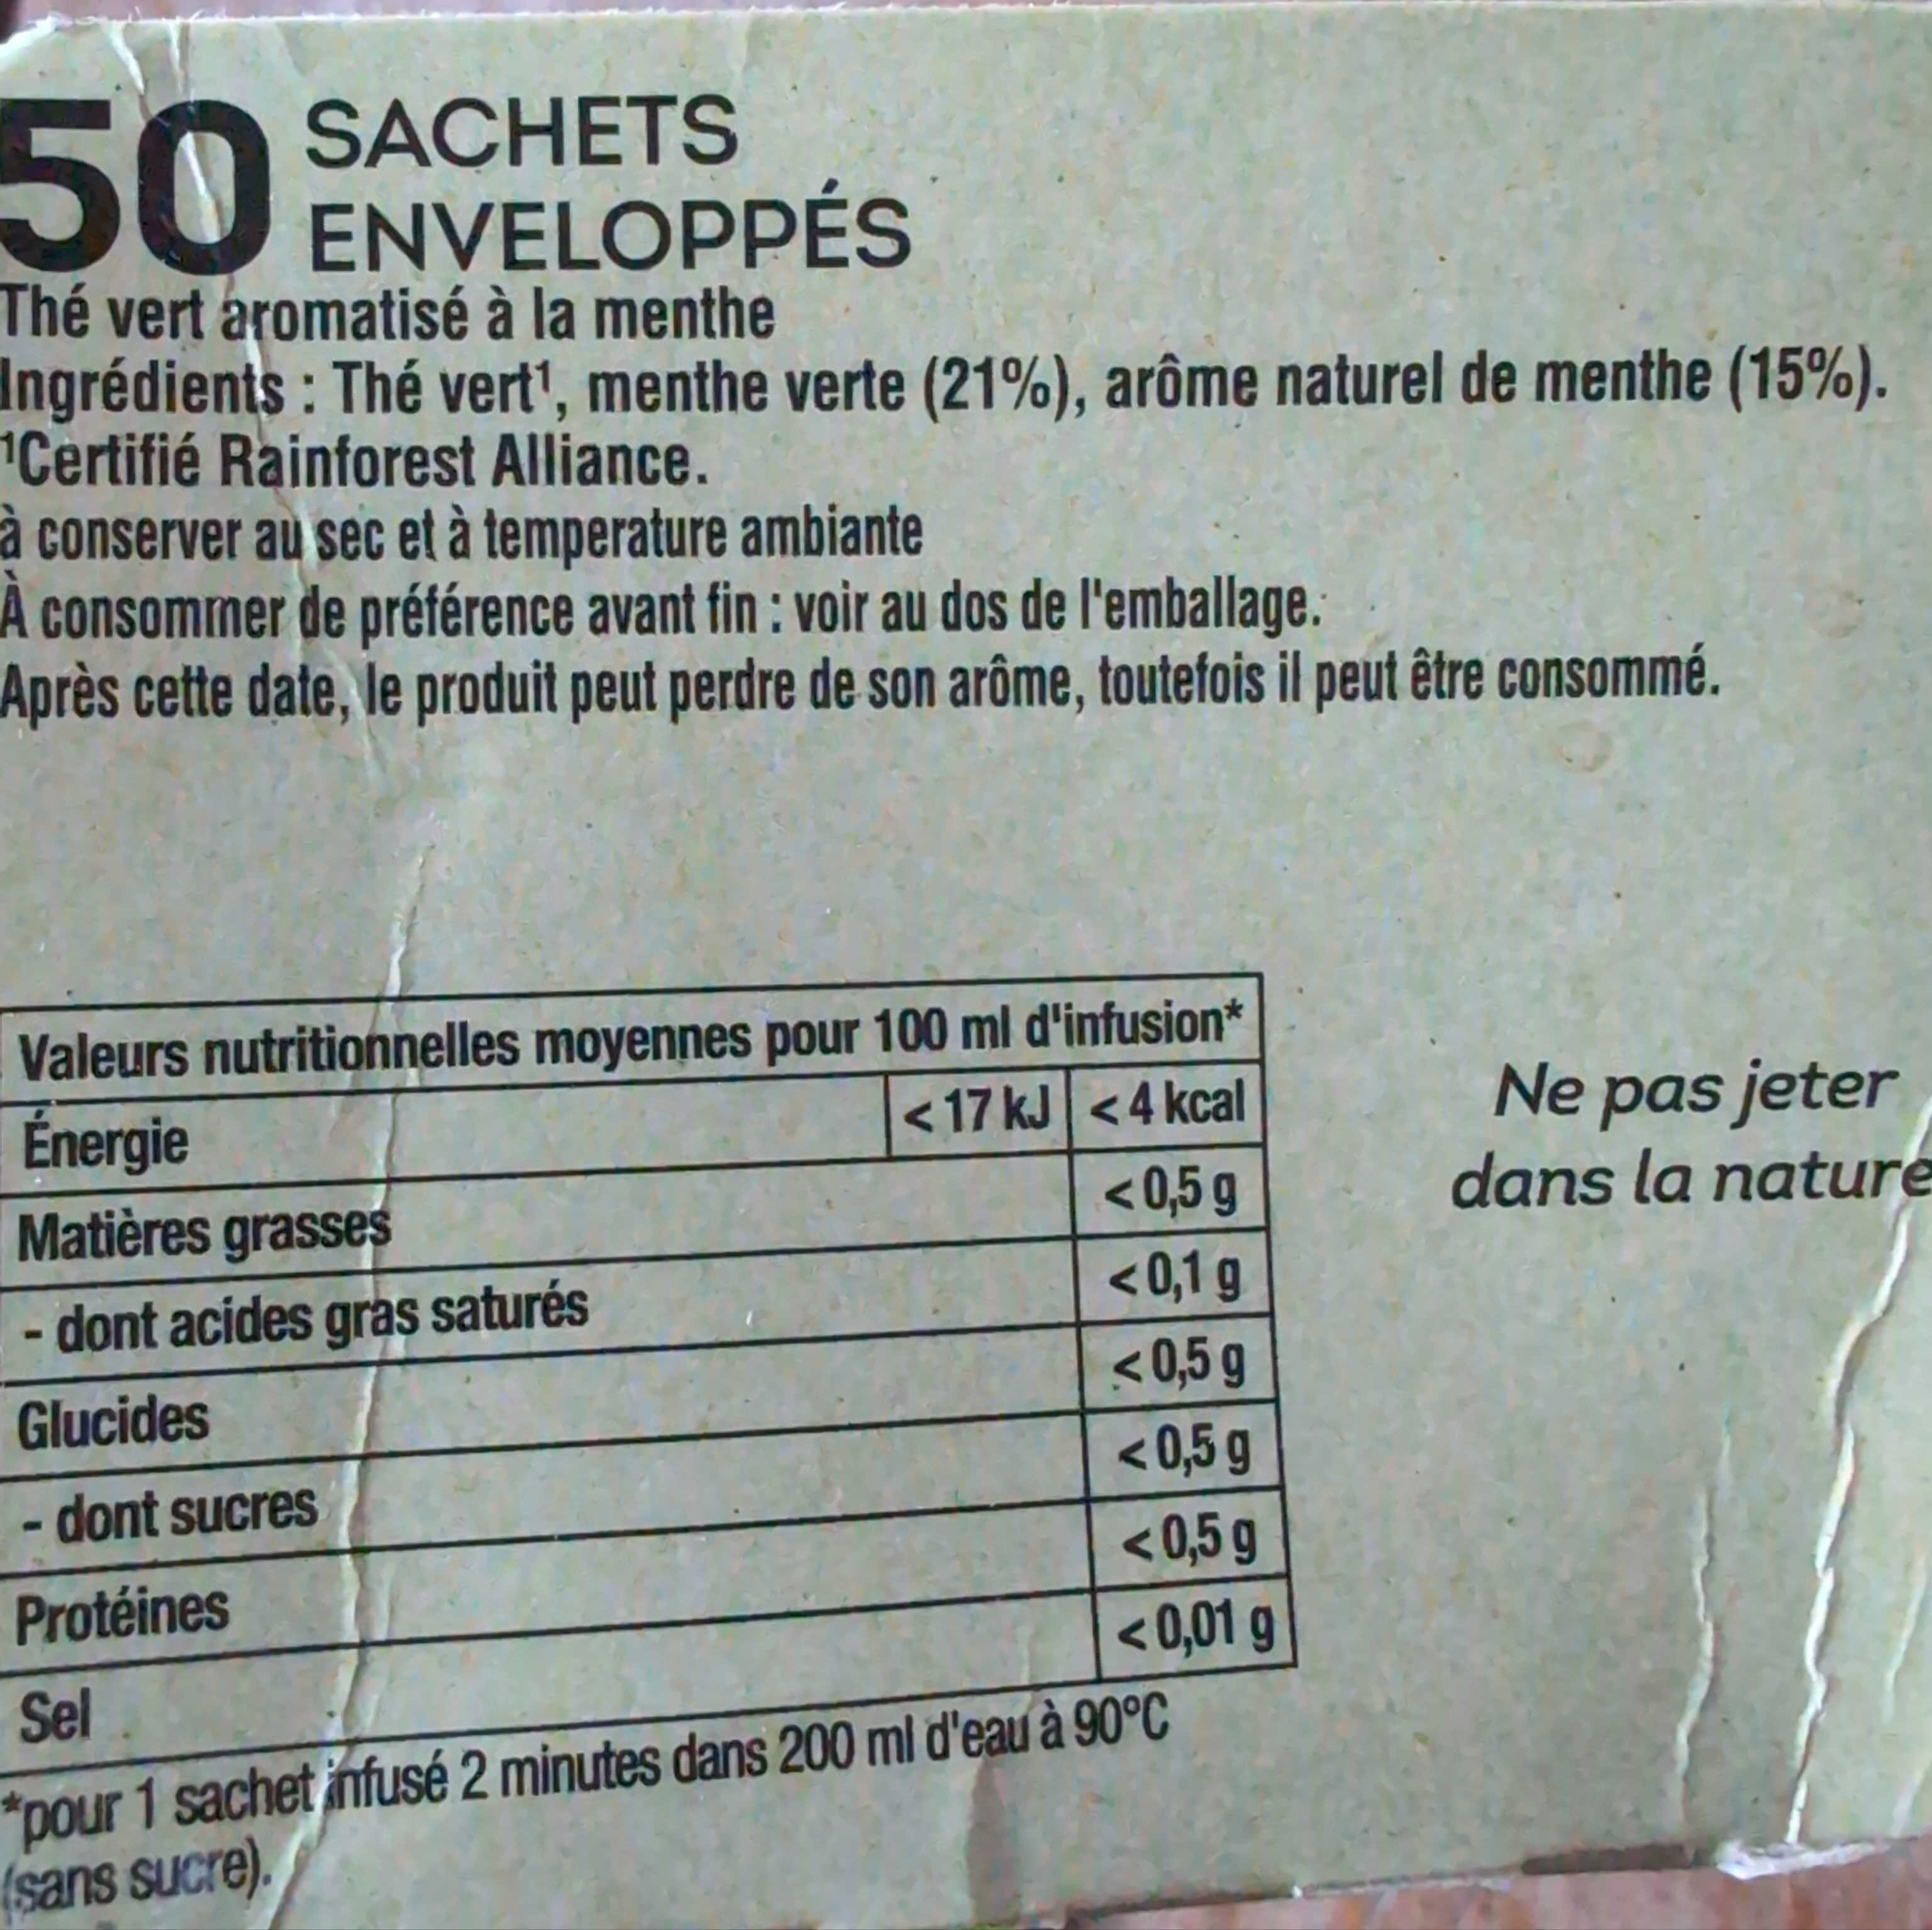 50 SACHETS
ENVELOPPÉS
Thé vert aromatisé à la menthe
Ingrédients : Thé vert¹, menthe verte (21%), arôme naturel de menthe (15%).
¹Certifié Rainforest Alliance.
à conserver au sec et à temperature ambiante
À consommer de préférence avant fin : voir au dos de l'emballage.
Après cette date, le produit peut perdre de son arôme, toutefois il peut être consommé.
Valeurs nutritionnelles moyennes pour 100 ml d'infusion*
Énergie < 17 kJ < 4 kcal
Matières grasses < 0,5 g
- dont acides gras saturés < 0,1 g
Glucides < 0,5 g
- dont sucres < 0,5 g
Protéines < 0,5 g
Sel < 0,01 g
*pour 1 sachet infusé 2 minutes dans 200 ml d'eau à 90°C
(sans sucre).
Ne pas jeter
dans la nature